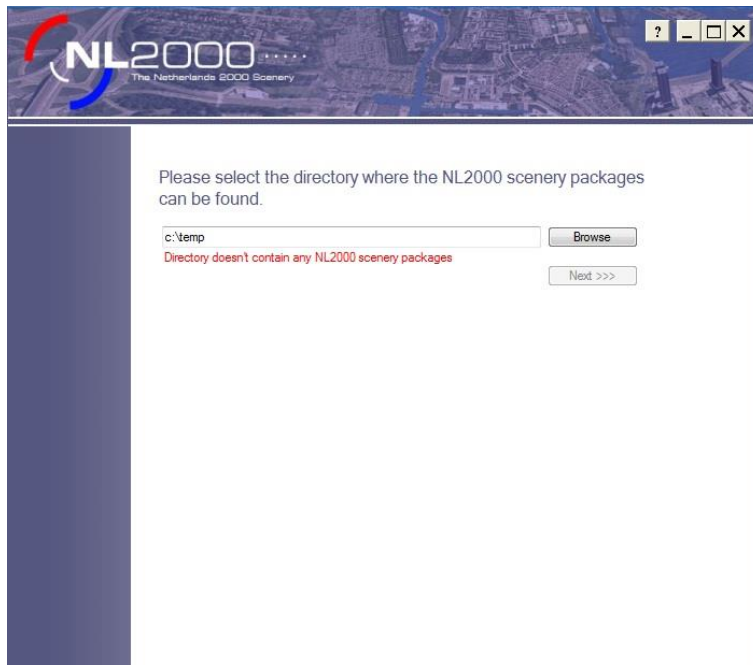 NL2000
The Netherlands 2000 Scenery
?
Please select the directory where the NL2000 scenery packages
can be found.
c:\temp
Browse
Directory doesn't contain any NL2000 scenery packages
Next >>>